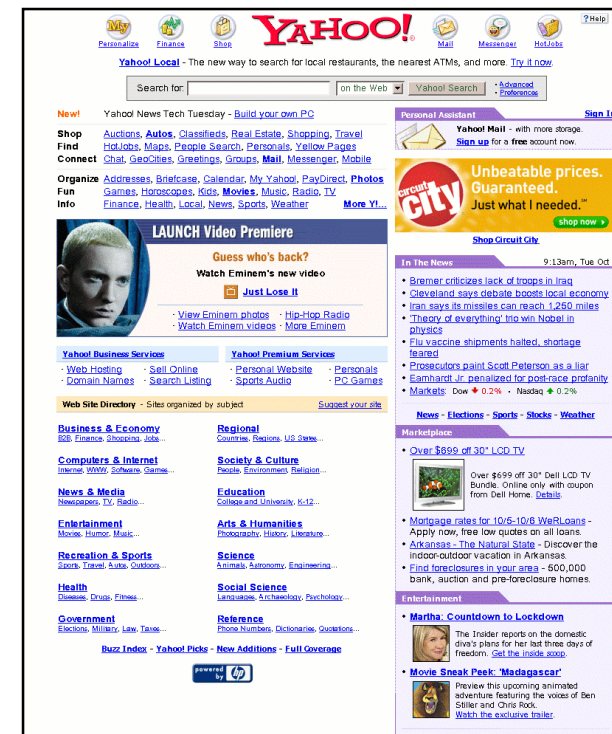 My
YAHOO!
? Help
Personalize Finance Shop Mail Messenger HotJobs
Yahoo! Local - The new way to search for local restaurants, the nearest ATMs, and more. Try it now.
Search for: on the Web Yahoo! Search · Advanced
· Preferences
New! Yahoo! News Tech Tuesday - Build your own PC
Shop Auctions, Autos, Classifieds, Real Estate, Shopping, Travel
Find HotJobs, Maps, People Search, Personals, Yellow Pages
Connect Chat, GeoCities, Greetings, Groups, Mail, Messenger, Mobile
Organize Addresses, Briefcase, Calendar, My Yahoo!, PayDirect, Photos
Fun Games, Horoscopes, Kids, Movies, Music, Radio, TV
Info Finance, Health, Local, News, Sports, Weather More Y!...
LAUNCH Video Premiere
Guess who's back?
Watch Eminem's new video
Just Lose It
· View Eminem photos · Hip-Hop Radio
· Watch Eminem videos · More Eminem
Yahoo! Business Services Yahoo! Premium Services
· Web Hosting · Sell Online · Personal Website · Personals
· Domain Names · Search Listing · Sports Audio · PC Games
Web Site Directory - Sites organized by subject Suggest your site
Business & Economy
B2B, Finance, Shopping, Jobs...
Regional
Countries, Regions, US States...
Computers & Internet
Internet, WWW, Software, Games...
Society & Culture
People, Environment, Religion...
News & Media
Newspapers, TV, Radio...
Education
College and University, K-12...
Entertainment
Movies, Humor, Music...
Arts & Humanities
Photography, History, Literature...
Recreation & Sports
Sports, Travel, Autos, Outdoors...
Science
Animals, Astronomy, Engineering...
Health
Diseases, Drugs, Fitness...
Social Science
Languages, Archaeology, Psychology...
Government
Elections, Military, Law, Taxes...
Reference
Phone Numbers, Dictionaries, Quotations...
Buzz Index - Yahoo! Picks - New Additions - Full Coverage
powered
by hp
Personal Assistant Sign In
Yahoo! Mail - with more storage.
Sign up for a free account now.
circuit
city
Unbeatable prices.
Guaranteed.
Just what I needed.℠
shop now
Shop Circuit City
In The News 9:13am, Tue Oct
• Bremer criticizes lack of troops in Iraq
• Cleveland says debate boosts local economy
• Iran says its missiles can reach 1,250 miles
• 'Theory of everything' trio win Nobel in
physics
• Flu vaccine shipments halted, shortage
feared
• Prosecutors paint Scott Peterson as a liar
• Earnhardt Jr. penalized for post-race profanity
• Markets: Dow 0.2% · Nasdaq 0.2%
News - Elections - Sports - Stocks - Weather
Marketplace
• Over $699 off 30" LCD TV
Over $699 off 30" Dell LCD TV
Bundle. Online only with coupon
from Dell Home. Details.
• Mortgage rates for 10/5-10/6 WeRLoans -
Apply now, free low quotes on all loans.
• Arkansas - The Natural State - Discover the
indoor-outdoor vacation in Arkansas.
• Find foreclosures in your area - 500,000
bank, auction and pre-foreclosure homes.
Entertainment
• Martha: Countdown to Lockdown
The Insider reports on the domestic
diva's plans for her last three days of
freedom. Get the inside scoop.
• Movie Sneak Peek: 'Madagascar'
Preview this upcoming animated
adventure featuring the voices of Ben
Stiller and Chris Rock.
Watch the exclusive trailer.